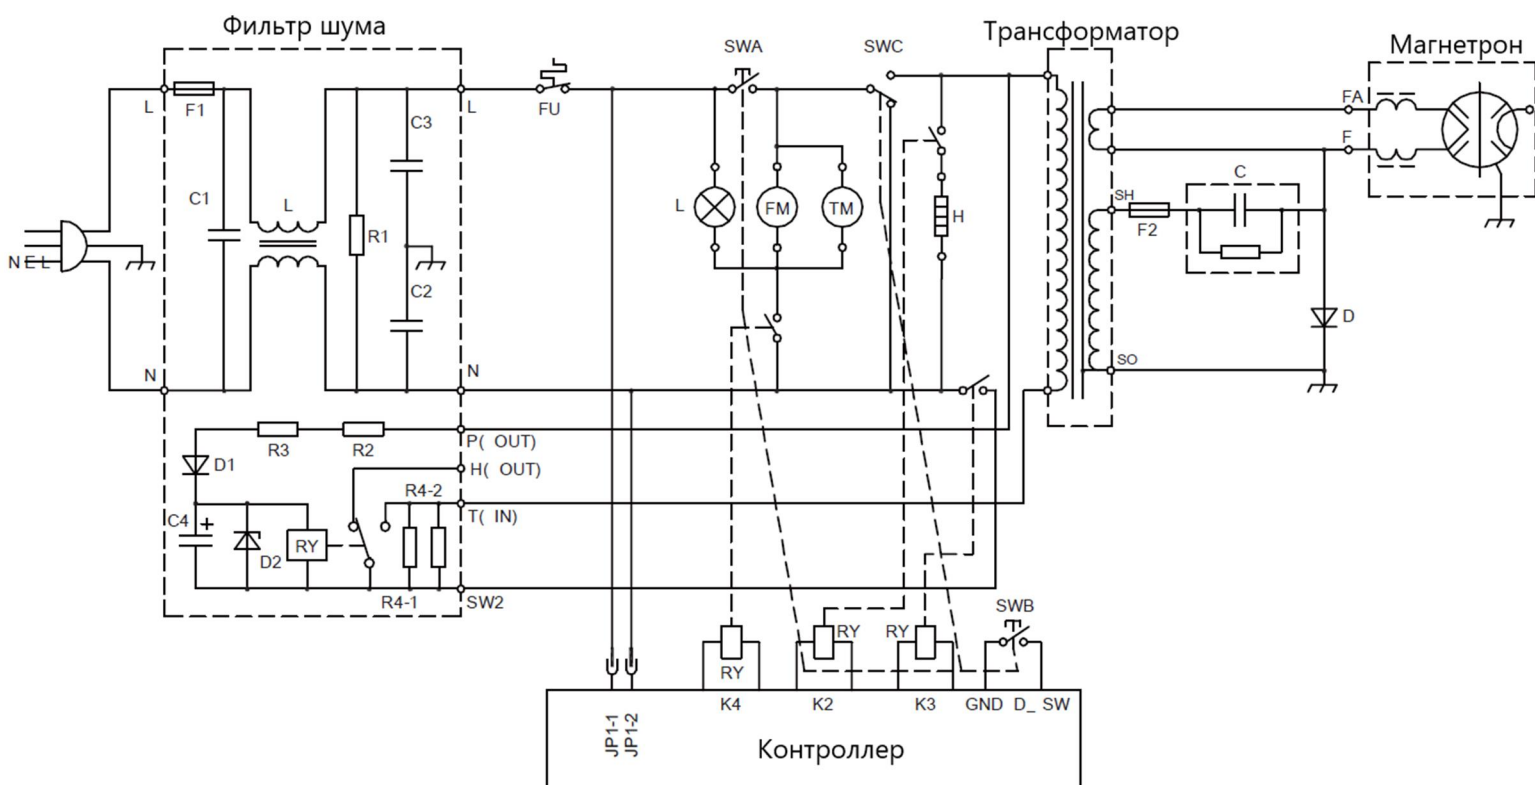 Фильтр шума
Трансформатор
Магнетрон
SWA
SWC
L
F1
L
FU
C3
FA
F
C1
L
R1
L
FM
TM
H
SH
F2
C
N E L
C2
D
SO
N
N
P( OUT)
R3
R2
D1
H( OUT)
R4-2
T( IN)
C4
+
D2
RY
R4-1
SW2
SWB
RY
RY
RY
K4
K2
K3
GND
D_ SW
JP1-1
JP1-2
Контроллер